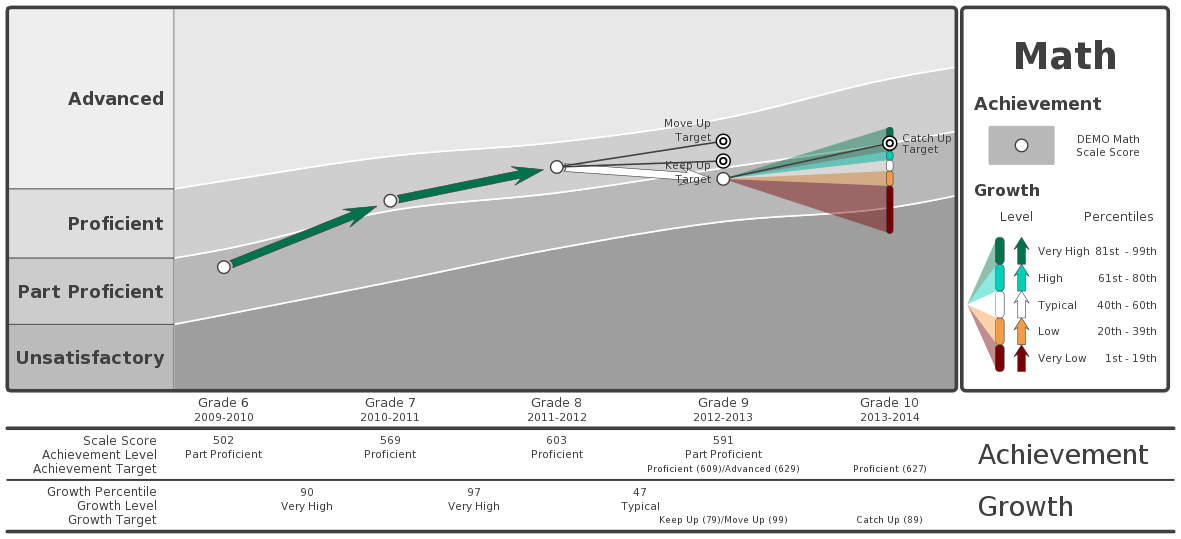 Advanced
Proficient
Part Proficient
Unsatisfactory
Move Up
Target
Keep Up
Target
Catch Up
Target
Math
Achievement
DEMO Math
Scale Score
Growth
Level Percentiles
Very High 81st - 99th
High 61st - 80th
Typical 40th - 60th
Low 20th - 39th
Very Low 1st - 19th
Grade 6 Grade 7 Grade 8 Grade 9 Grade 10
2009-2010 2010-2011 2011-2012 2012-2013 2013-2014
Scale Score 502 569 603 591
Achievement Level Part Proficient Proficient Proficient Part Proficient
Achievement Target Proficient (609)/Advanced (629) Proficient (627)
Achievement
Growth Percentile 90 97 47
Growth Level Very High Very High Typical
Growth Target Keep Up (79)/Move Up (99) Catch Up (89)
Growth